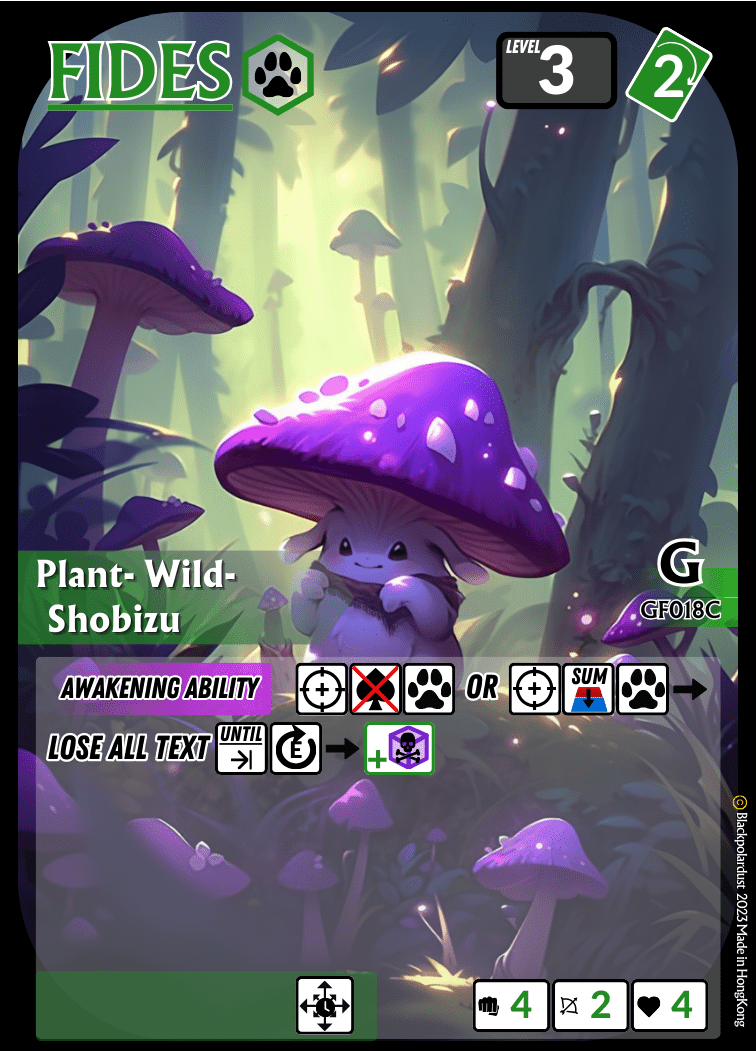 FIDES
LEVEL 3
2
Plant- Wild-
Shobizu
G
GF018C
AWAKENING ABILITY OR SUM
LOSE ALL TEXT UNTIL E +
4 2 4
© Blackpolardust 2023 Made in HongKong